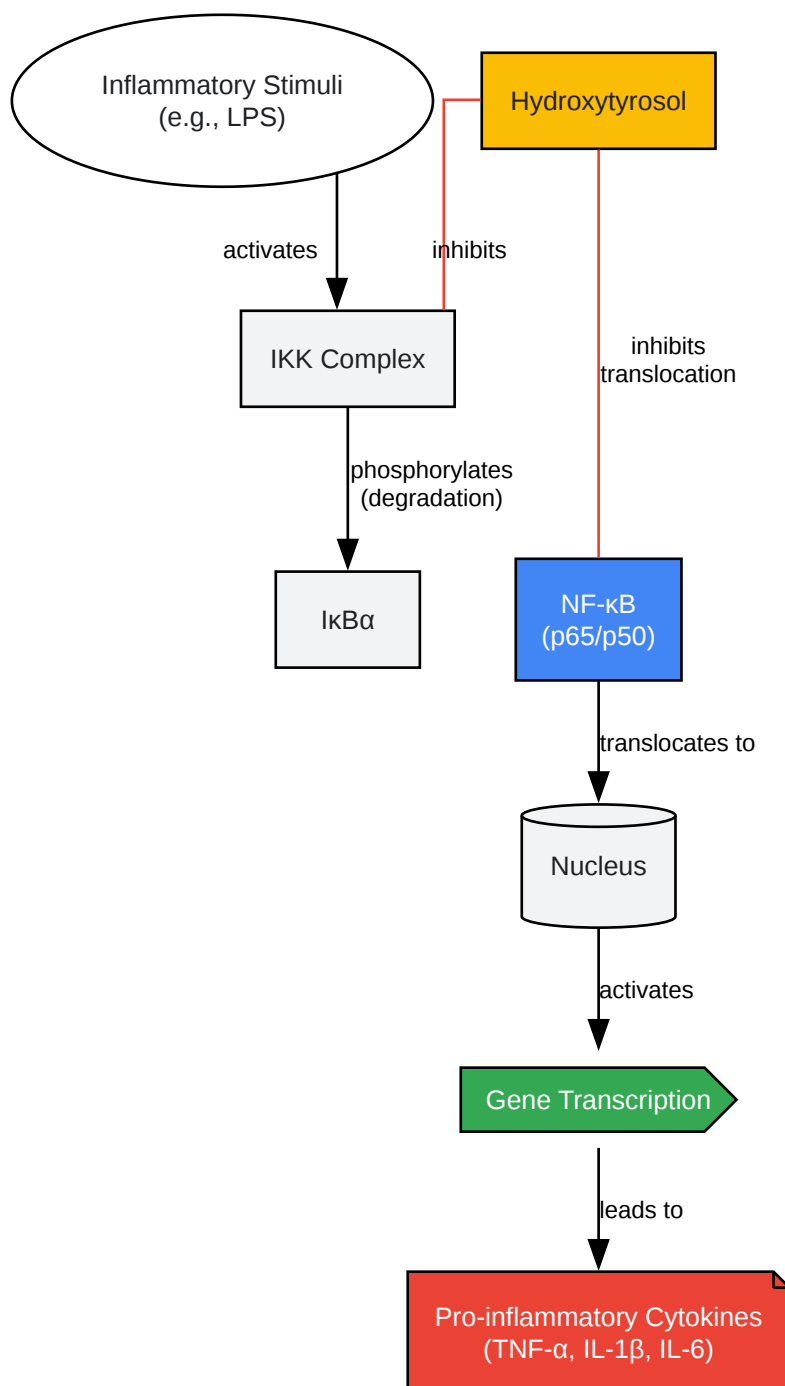 Inflammatory Stimuli
(e.g., LPS)
Hydroxytyrosol
activates
inhibits
IKK Complex
inhibits
translocation
phosphorylates
(degradation)
IκBα
NF-κB
(p65/p50)
translocates to
Nucleus
activates
Gene Transcription
leads to
Pro-inflammatory Cytokines
(TNF-α, IL-1β, IL-6)